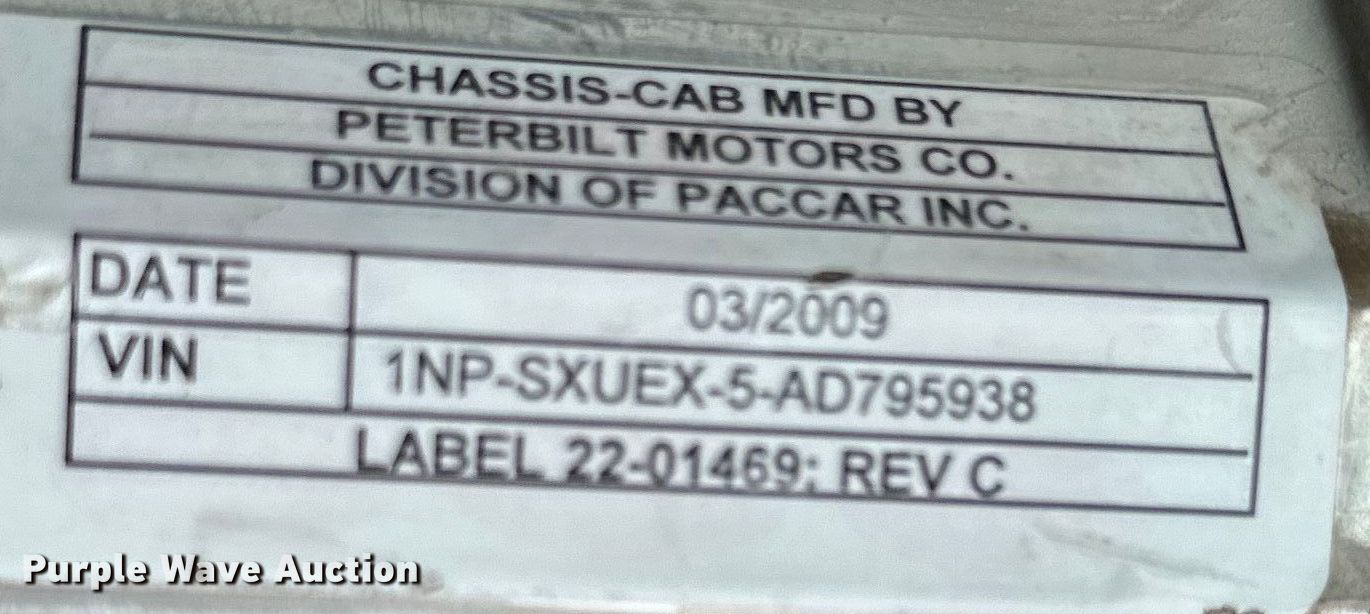 CHASSIS-CAB MFD BY
PETERBILT MOTORS CO.
DIVISION OF PACCAR INC.
DATE 03/2009
VIN 1NP-SXUEX-5-AD795938
LABEL 22-01469; REV C
Purple Wave Auction